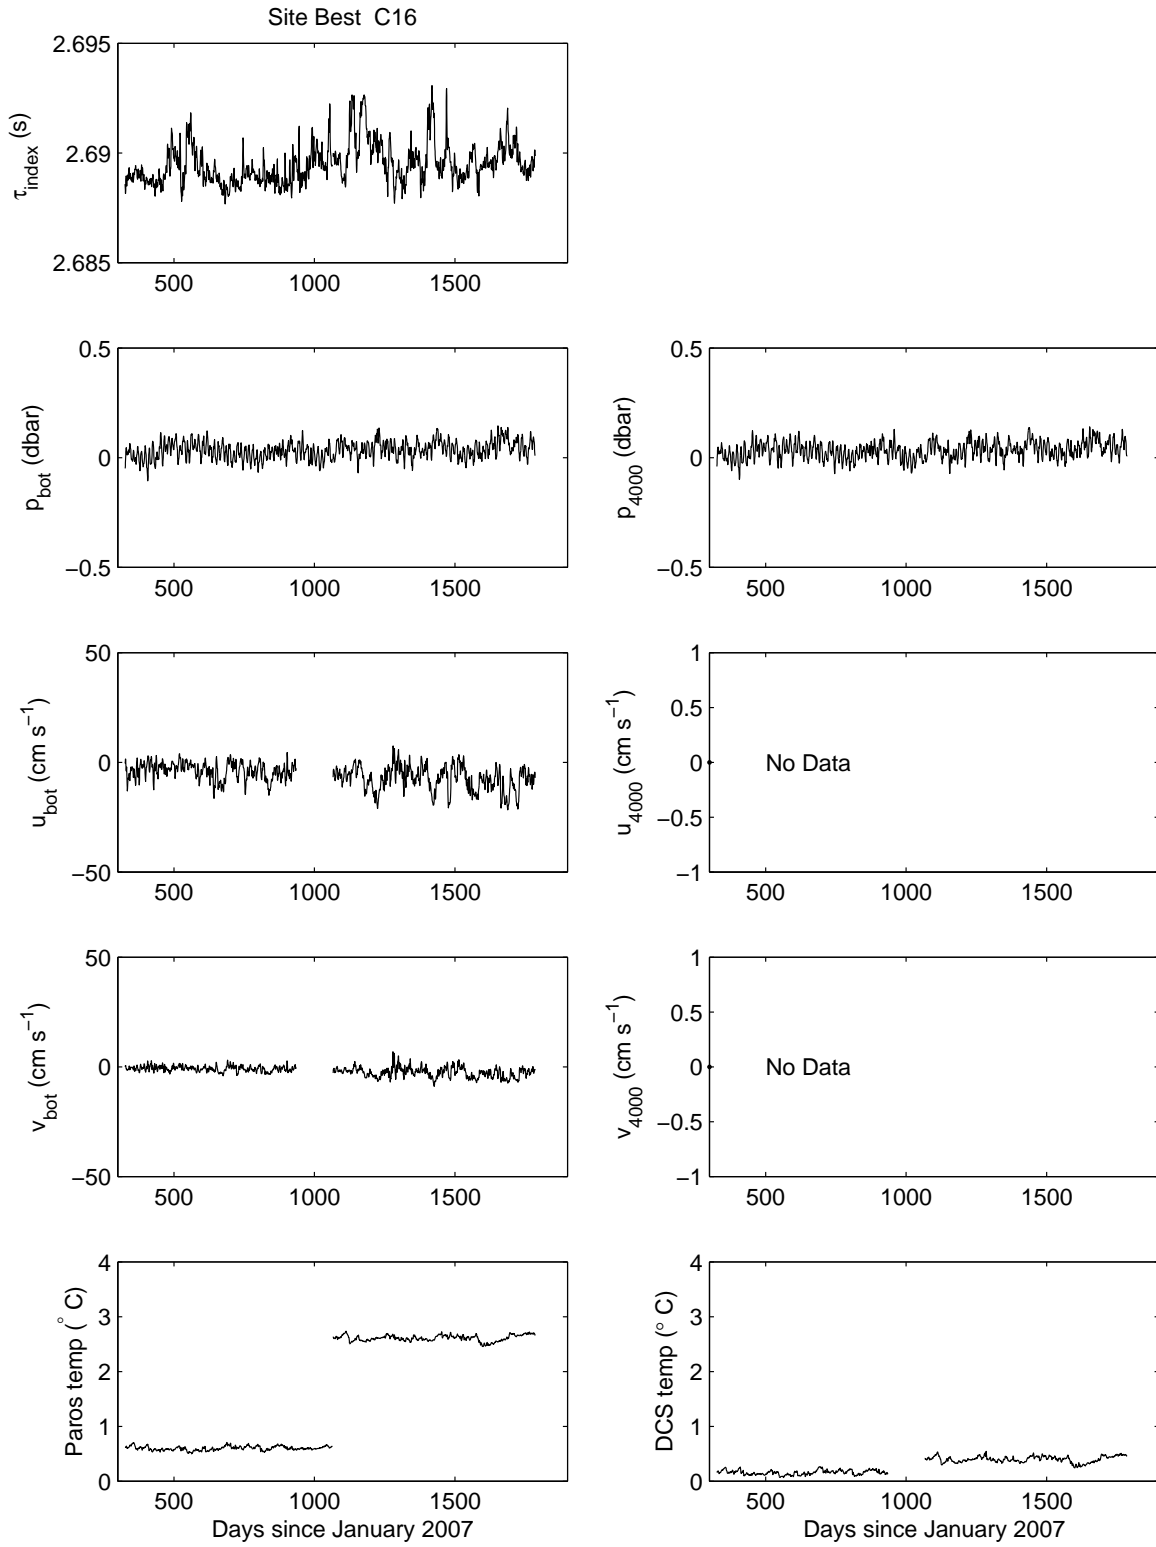 Site Best C16
τindex (s)
2.695
2.69
2.685
500 1000 1500
pbot (dbar)
0.5
0
−0.5
500 1000 1500
p4000 (dbar)
0.5
0
−0.5
500 1000 1500
ubot (cm s−1)
50
0
−50
500 1000 1500
u4000 (cm s−1)
1
0.5
0
−0.5
−1
No Data
500 1000 1500
vbot (cm s−1)
50
0
−50
500 1000 1500
v4000 (cm s−1)
1
0.5
0
−0.5
−1
No Data
500 1000 1500
Paros temp (° C)
4
3
2
1
0
500 1000 1500
Days since January 2007
DCS temp (° C)
4
3
2
1
0
500 1000 1500
Days since January 2007